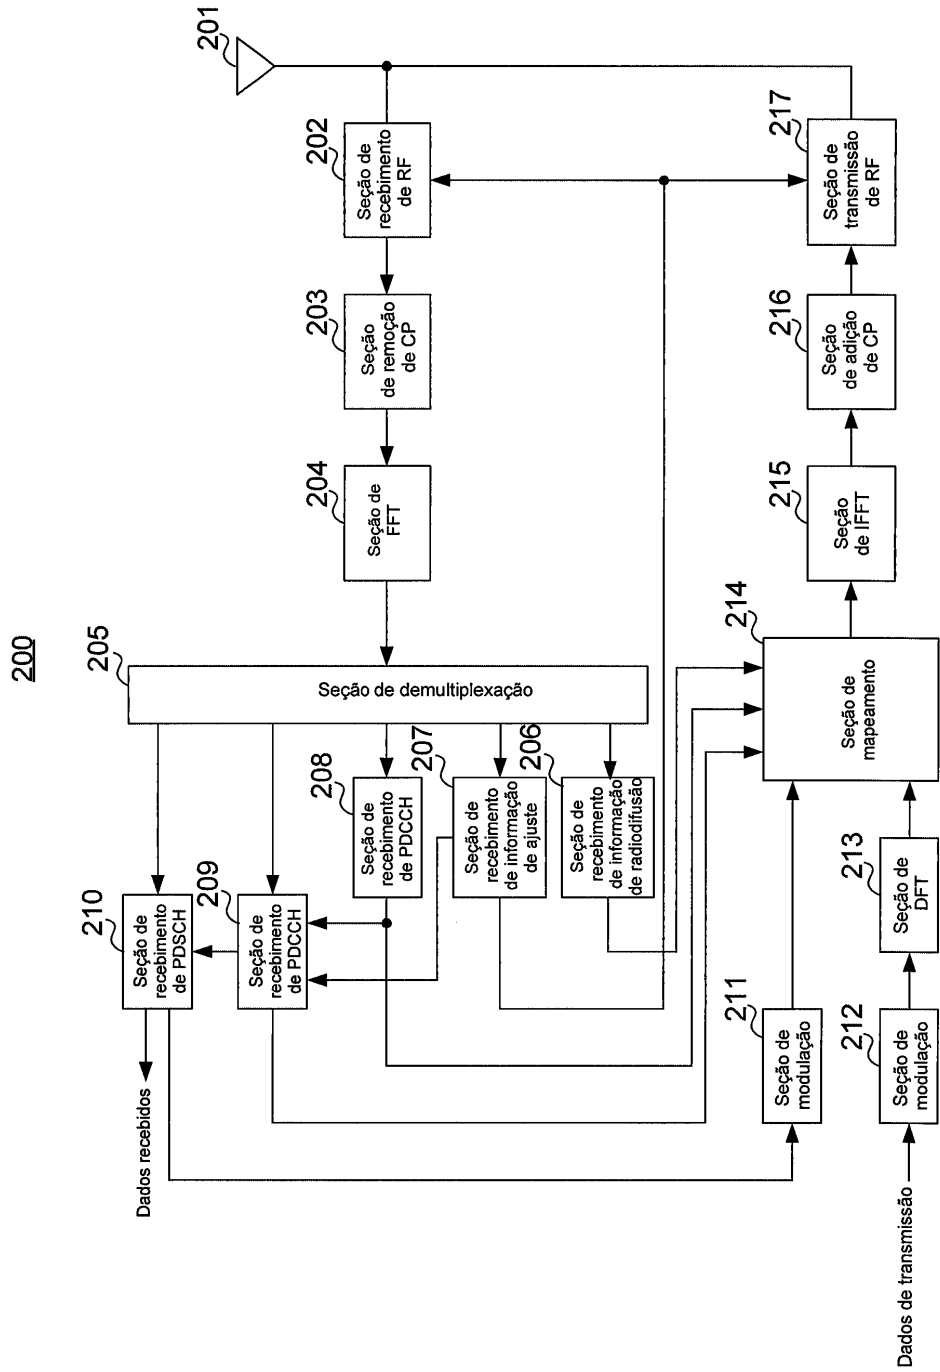 200
201
202
Seção de
recebimento
de RF
203
Seção
de remoção
de CP
204
Seção de
FFT
205
Seção de demultiplexação
206
Seção de
recebimento
de informação
de radiodifusão
207
Seção de
recebimento
de informação
de ajuste
208
Seção de
recebimento
de PDCCH
209
Seção de
recebimento
de PDCCH
210
Seção de
recebimento
de PDSCH
Dados recebidos
211
Seção de
modulação
212
Seção de
modulação
Dados de transmissão
213
Seção de
DFT
214
Seção de
mapeamento
215
Seção
de IFFT
216
Seção
de adição
de CP
217
Seção de
transmissão
de RF